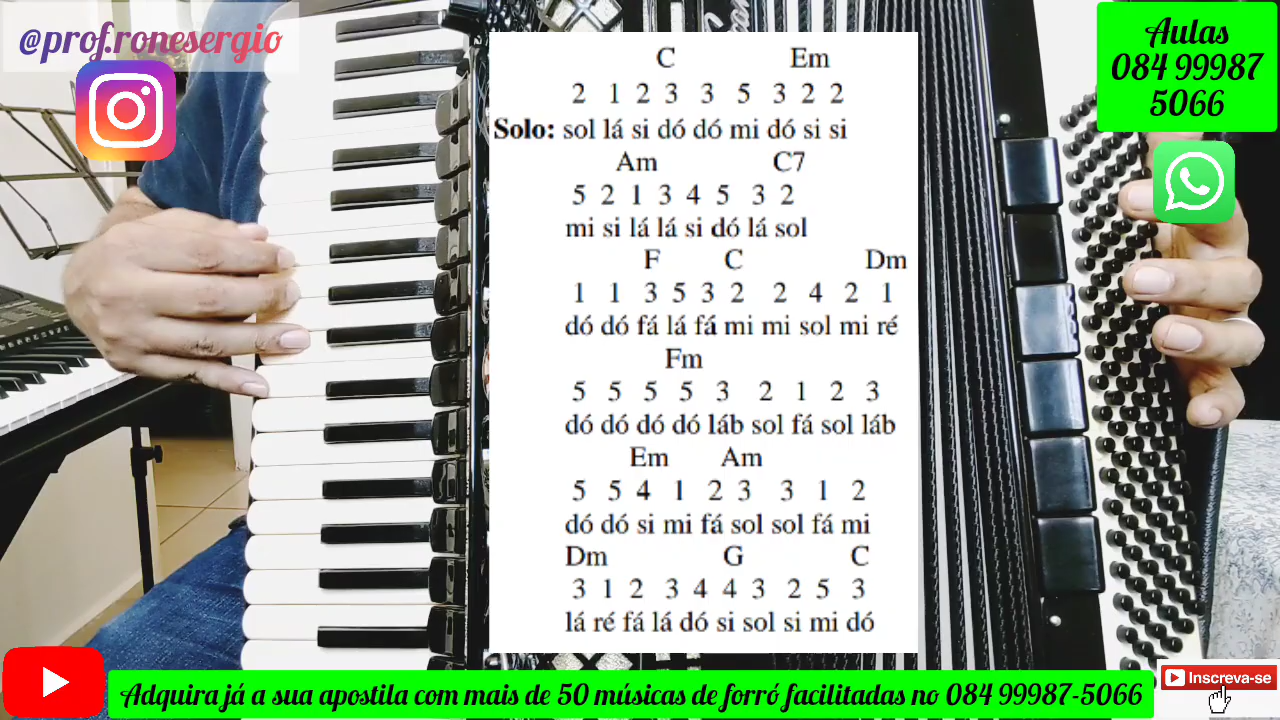 @prof.ronesergio
Aulas
084 99987
5066
C Em
2 1 2 3 3 5 3 2 2
Solo: sol lá si dó dó mi dó si si
Am C7
5 2 1 3 4 5 3 2
mi si lá lá si dó lá sol
F C Dm
1 1 3 5 3 2 2 4 2 1
dó dó fá lá fá mi mi sol mi ré
Fm
5 5 5 5 3 2 1 2 3
dó dó dó dó láb sol fá sol láb
Em Am
5 5 4 1 2 3 3 1 2
dó dó si mi fá sol sol fá mi
Dm G C
3 1 2 3 4 4 3 2 5 3
lá ré fá lá dó si sol si mi dó
Adquira já a sua apostila com mais de 50 músicas de forró facilitadas no 084 99987-5066
Inscreva-se